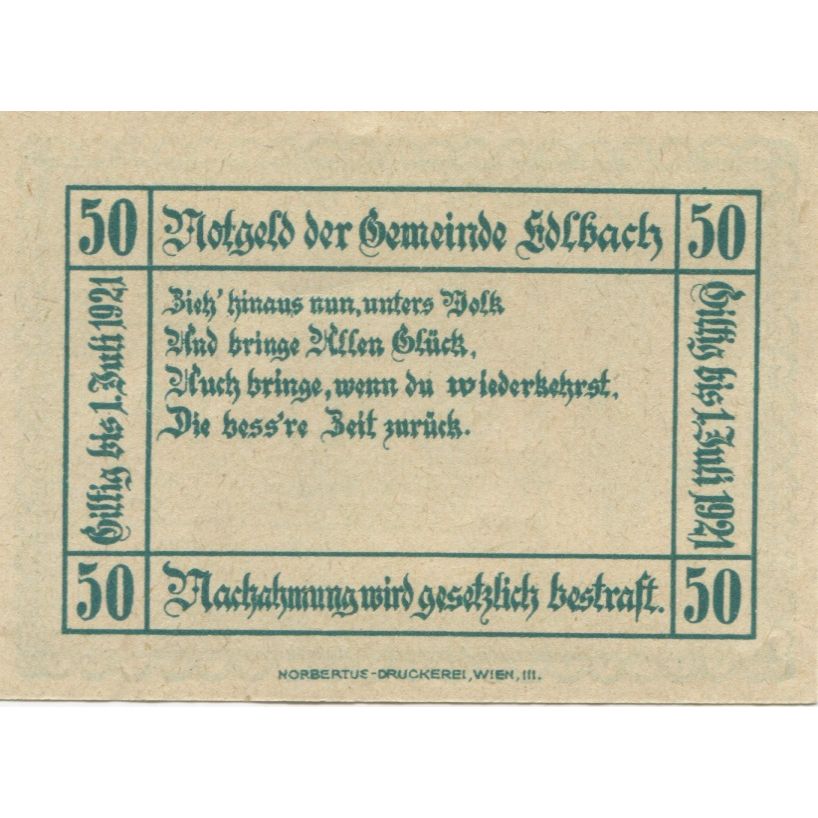 50 Notgeld der Gemeinde Edlbach 50
Giltig bis 1. Juli 1921
Zieh' hinaus nun, unters Volk
Und bringe Allen Glück,
Auch bringe, wenn du wiederkehrst,
Die bess're Zeit zurück.
Giltig bis 1. Juli 1921
50 Nachahmung wird gesetzlich bestraft. 50
NORBERTUS-DRUCKEREI, WIEN, III.